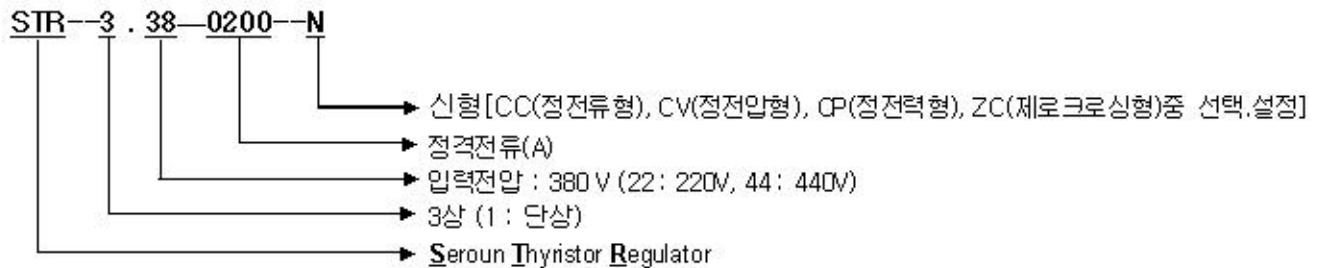 STR--3 . 38—0200--N
신형[CC(정전류형), CV(정전압형), CP(정전력형), ZC(제로크로싱형)중 선택.설정]
정격전류(A)
입력전압 : 380 V (22 : 220V, 44 : 440V)
3상 (1 : 단상)
Seroun Thyristor Regulator